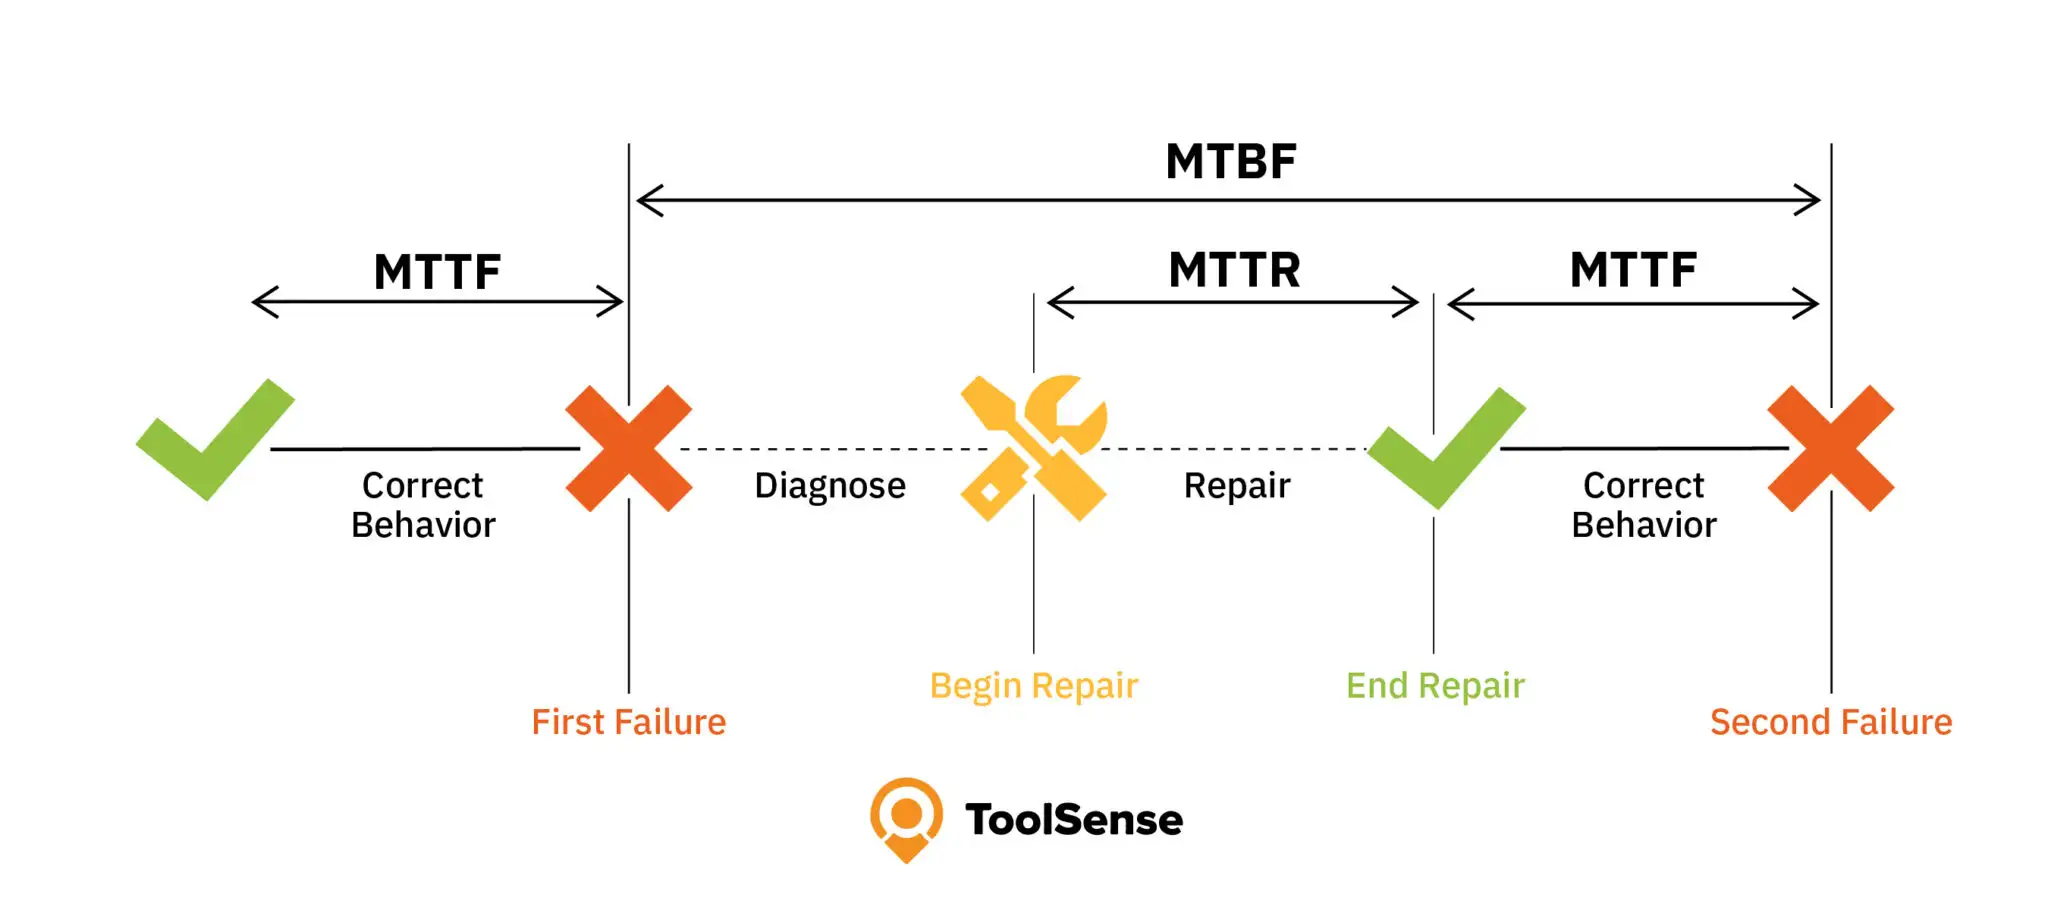 MTBF
MTTF
MTTR
MTTF
Correct
Behavior
Diagnose
Repair
Correct
Behavior
Begin Repair
End Repair
First Failure
Second Failure
ToolSense